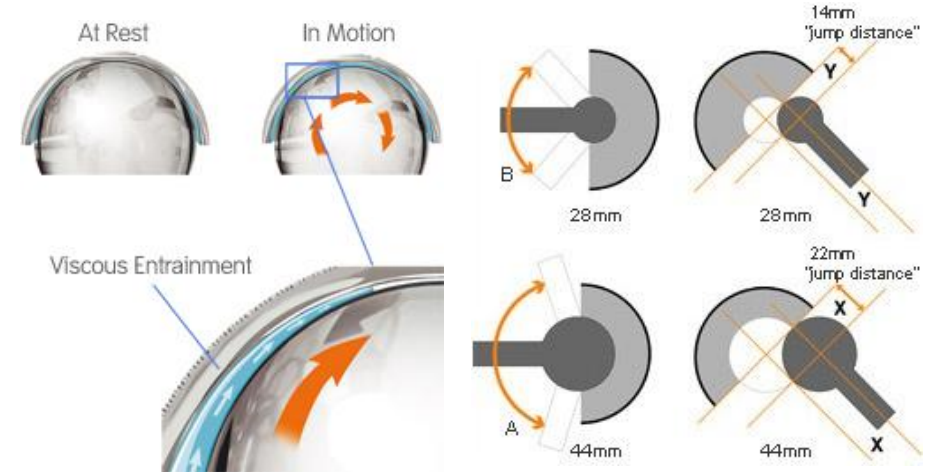 At Rest
In Motion
Viscous Entrainment
14mm
"jump distance"
Y
Y
B
28mm
28mm
22mm
"jump distance"
X
X
A
44mm
44mm